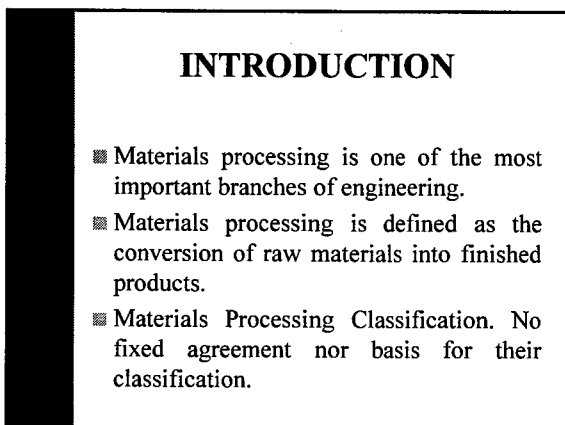 INTRODUCTION
Materials processing is one of the most
important branches of engineering.
Materials processing is defined as the
conversion of raw materials into finished
products.
Materials Processing Classification. No
fixed agreement nor basis for their
classification.